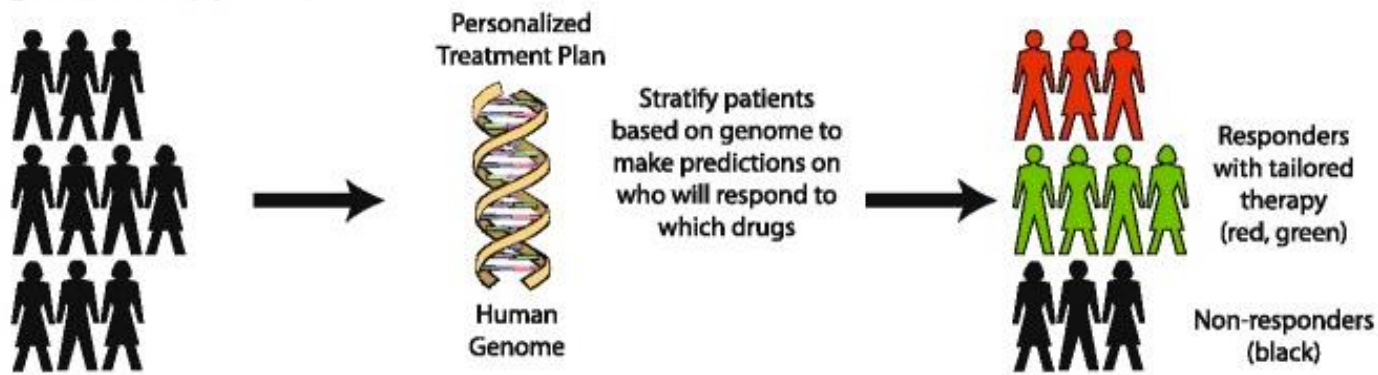 Personalized
Treatment Plan
Human
Genome
Stratify patients
based on genome to
make predictions on
who will respond to
which drugs
Responders
with tailored
therapy
(red, green)
Non-responders
(black)